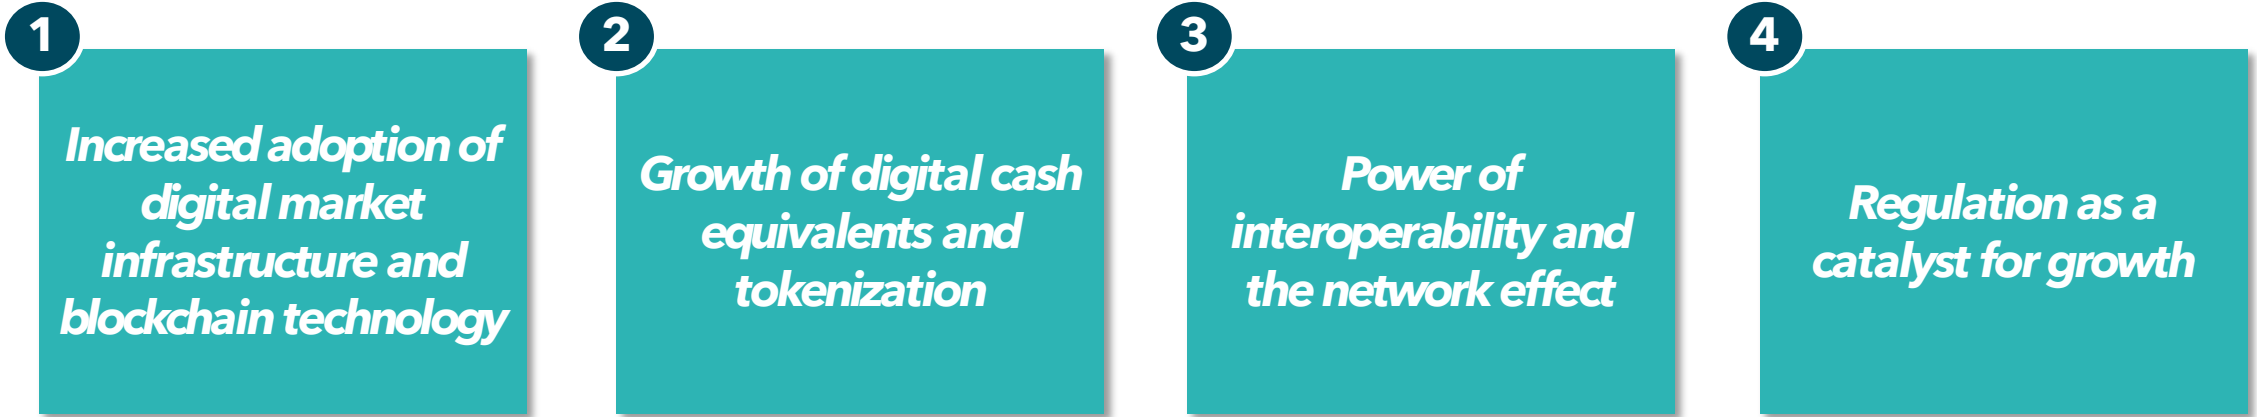 1
Increased adoption of
digital market
infrastructure and
blockchain technology
2
Growth of digital cash
equivalents and
tokenization
3
Power of
interoperability and
the network effect
4
Regulation as a
catalyst for growth